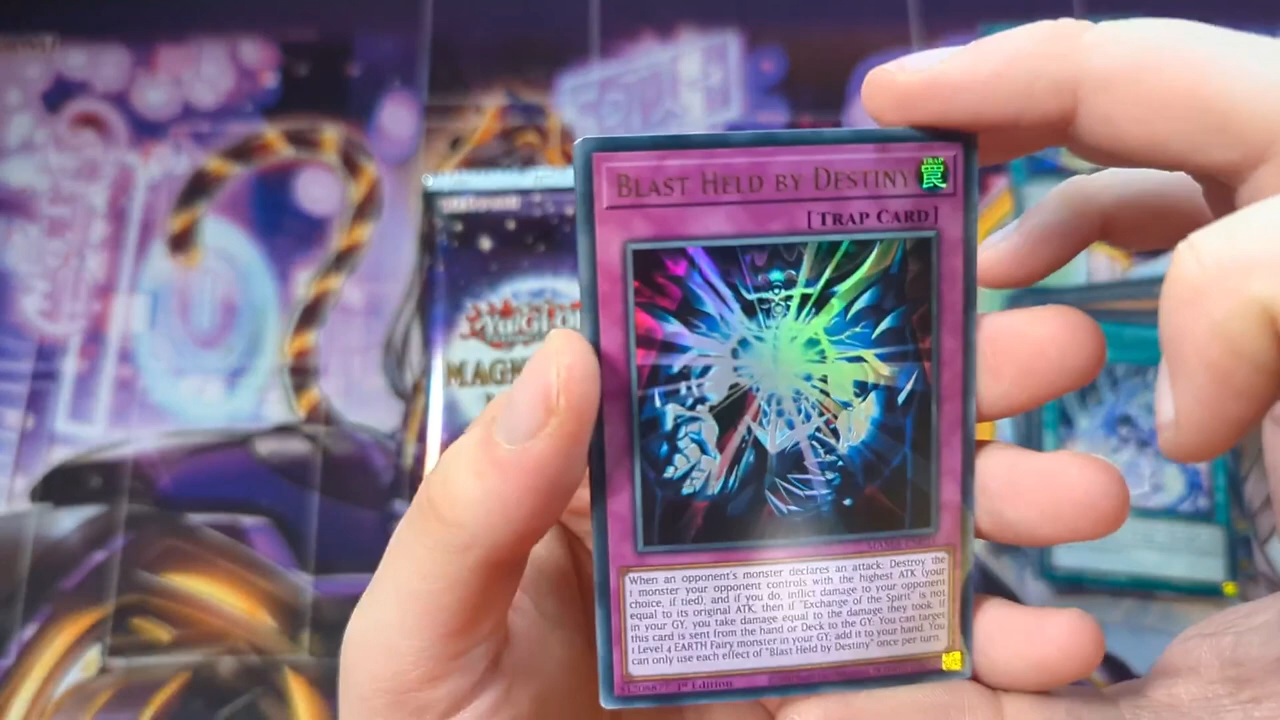 BLAST HELD BY DESTINY
TRAP
罠
[TRAP CARD]
Yu-Gi-O
MAGN
When an opponent's monster declares an attack: Destroy the
1 monster your opponent controls with the highest ATK (your
choice, if tied), and if you do, inflict damage to your opponent
equal to its original ATK, then if "Exchange of the Spirit" is not
in your GY, you take damage equal to the damage they took. If
this card is sent from the hand or Deck to the GY: You can target
1 Level 4 EARTH Fairy monster in your GY; add it to your hand. You
can only use each effect of "Blast Held by Destiny" once per turn.
1st Edition